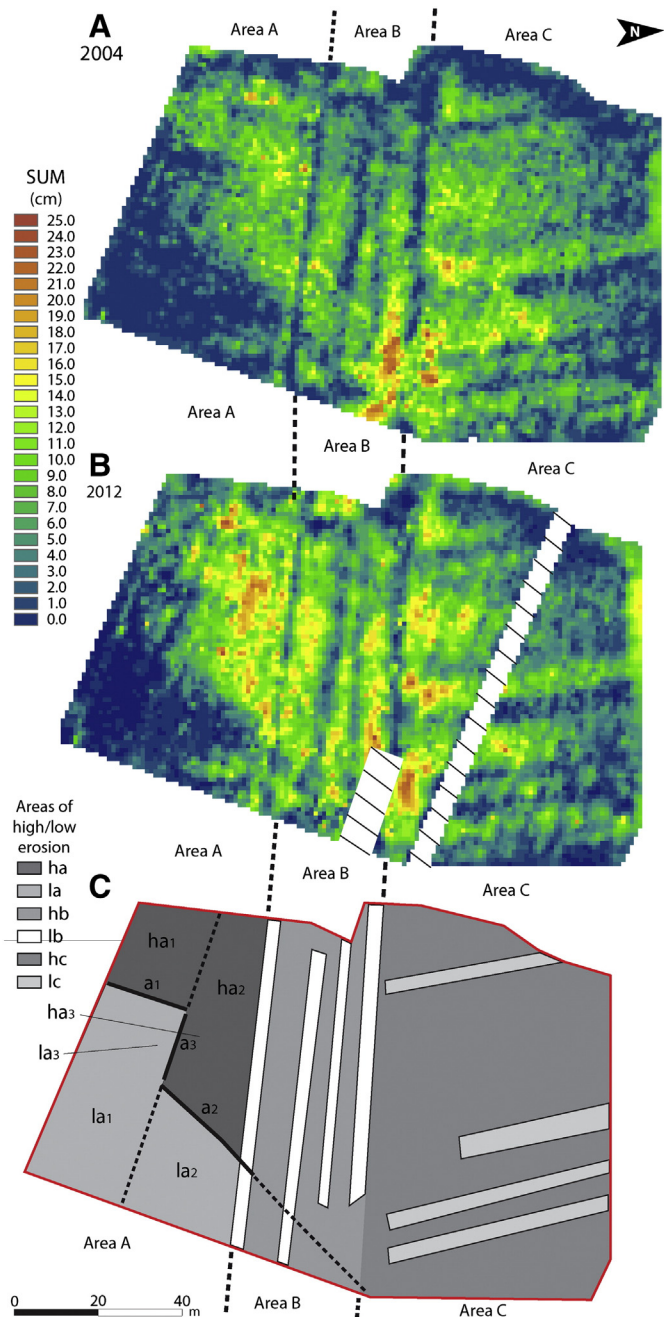 A
2004
Area A
Area B
Area C
N
SUM
(cm)
25.0
24.0
23.0
22.0
21.0
20.0
19.0
18.0
17.0
16.0
15.0
14.0
13.0
12.0
11.0
10.0
9.0
8.0
7.0
6.0
5.0
4.0
3.0
2.0
1.0
0.0
Area A
Area B
Area C
B
2012
Areas of
high/low
erosion
ha
la
hb
lb
hc
lc
Area A
Area B
Area C
C
ha1
ha2
a1
ha3
a3
la3
a2
la1
la2
Area A
Area B
Area C
0 20 40 m